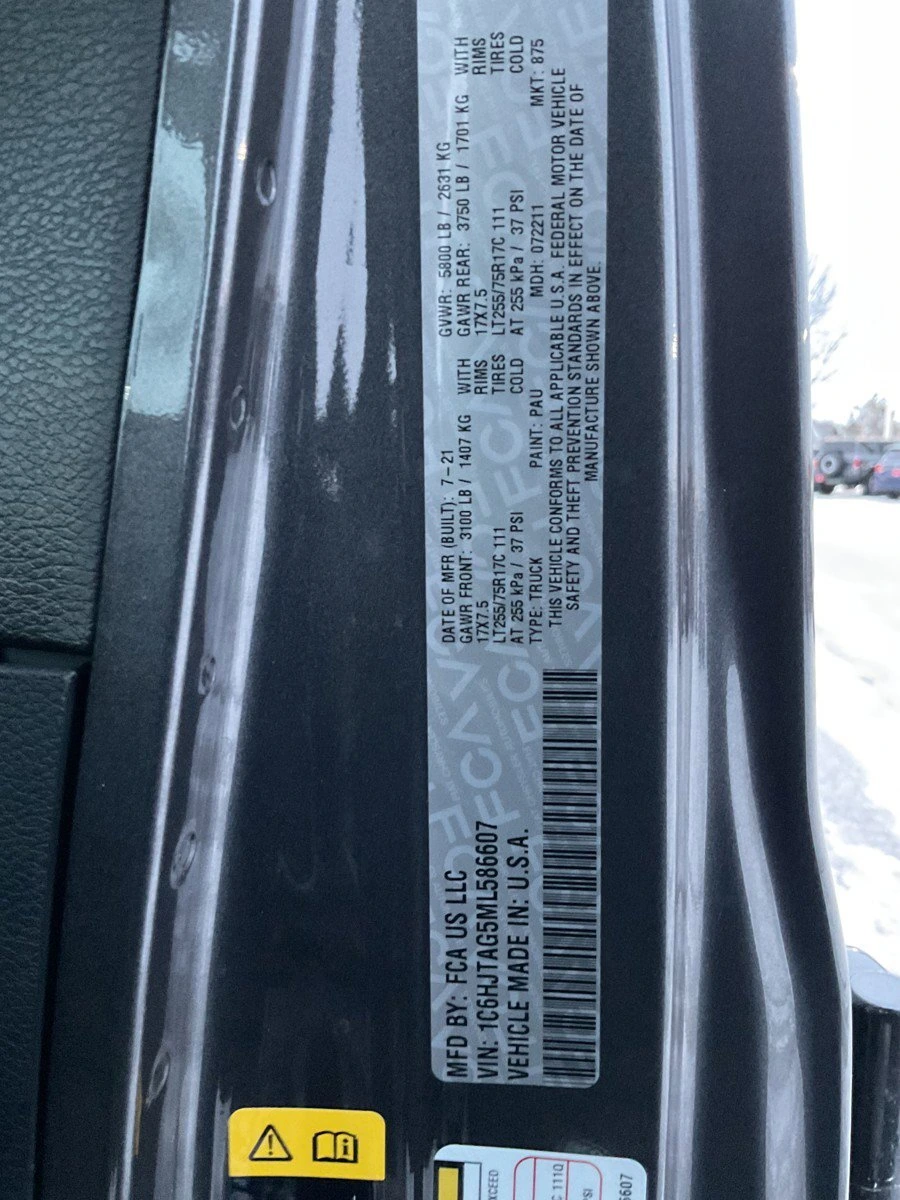 MFD BY: FCA US LLC
VIN: 1C6HJTAG5ML586607
VEHICLE MADE IN: U.S.A.
DATE OF MFR (BUILT): 7-21
GVWR: 5800 LB / 2631 KG
GAWR FRONT: 3100 LB / 1407 KG WITH
GAWR REAR: 3750 LB / 1701 KG WITH
17X7.5 RIMS
17X7.5 RIMS
LT255/75R17C 111 TIRES
LT255/75R17C 111 TIRES
AT 255 kPa / 37 PSI COLD
AT 255 kPa / 37 PSI COLD
TYPE: TRUCK PAINT: PAU MDH: 072211 MKT: 875
THIS VEHICLE CONFORMS TO ALL APPLICABLE U.S.A. FEDERAL MOTOR VEHICLE
SAFETY AND THEFT PREVENTION STANDARDS IN EFFECT ON THE DATE OF
MANUFACTURE SHOWN ABOVE.
XCEED
C 111Q
PSI
6607